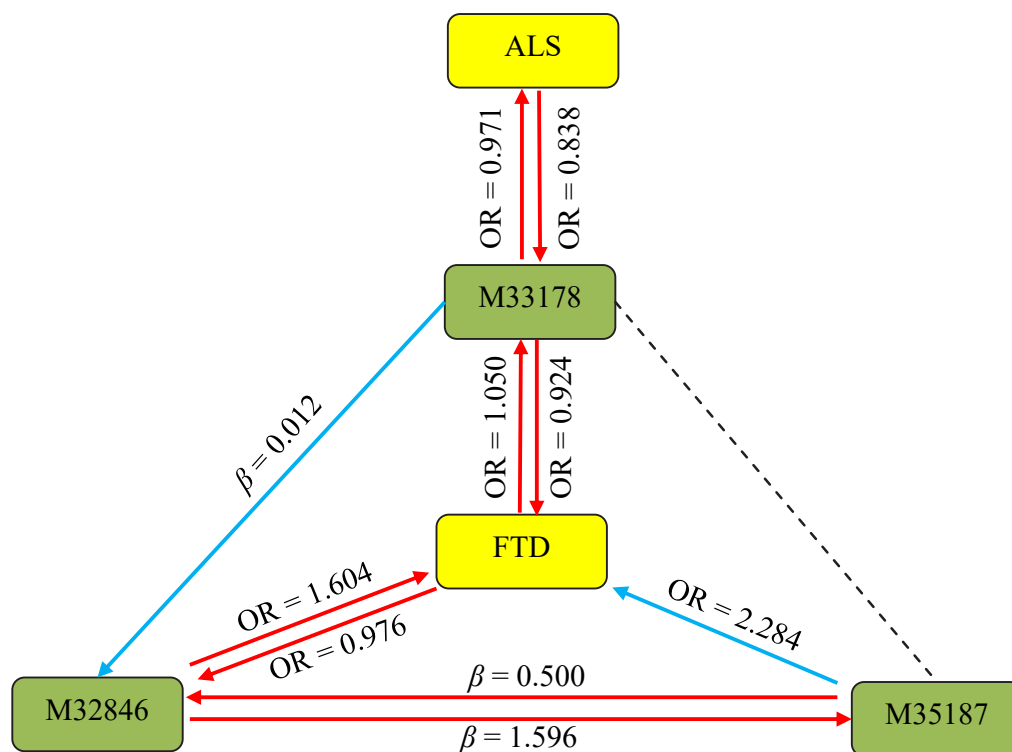 ALS
OR = 0.971
OR = 0.838
M33178
OR = 1.050
OR = 0.924
β = 0.012
FTD
OR = 1.604
OR = 0.976
OR = 2.284
M32846
β = 0.500
β = 1.596
M35187